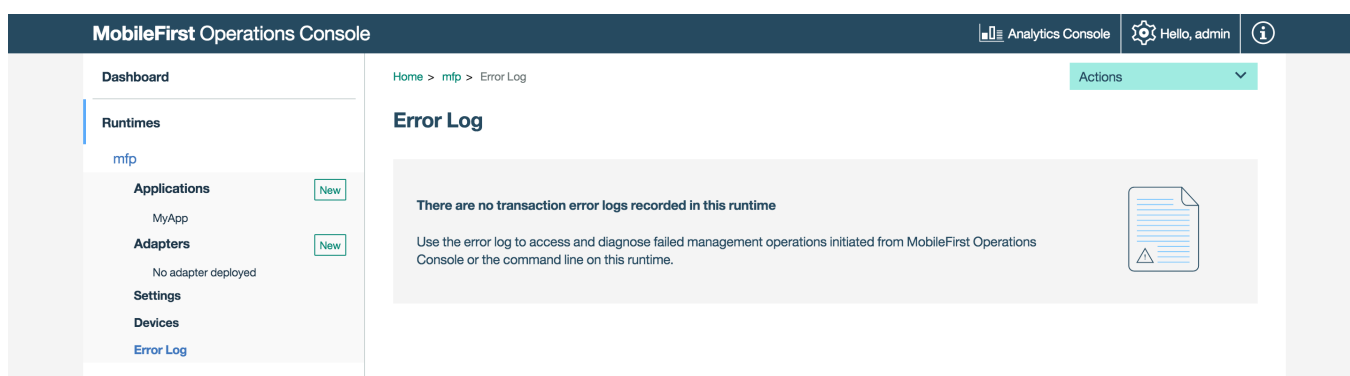 MobileFirst Operations Console
Analytics Console
Hello, admin
Dashboard
Runtimes
mfp
Applications
New
MyApp
Adapters
New
No adapter deployed
Settings
Devices
Error Log
Home > mfp > Error Log
Actions
Error Log
There are no transaction error logs recorded in this runtime
Use the error log to access and diagnose failed management operations initiated from MobileFirst Operations
Console or the command line on this runtime.